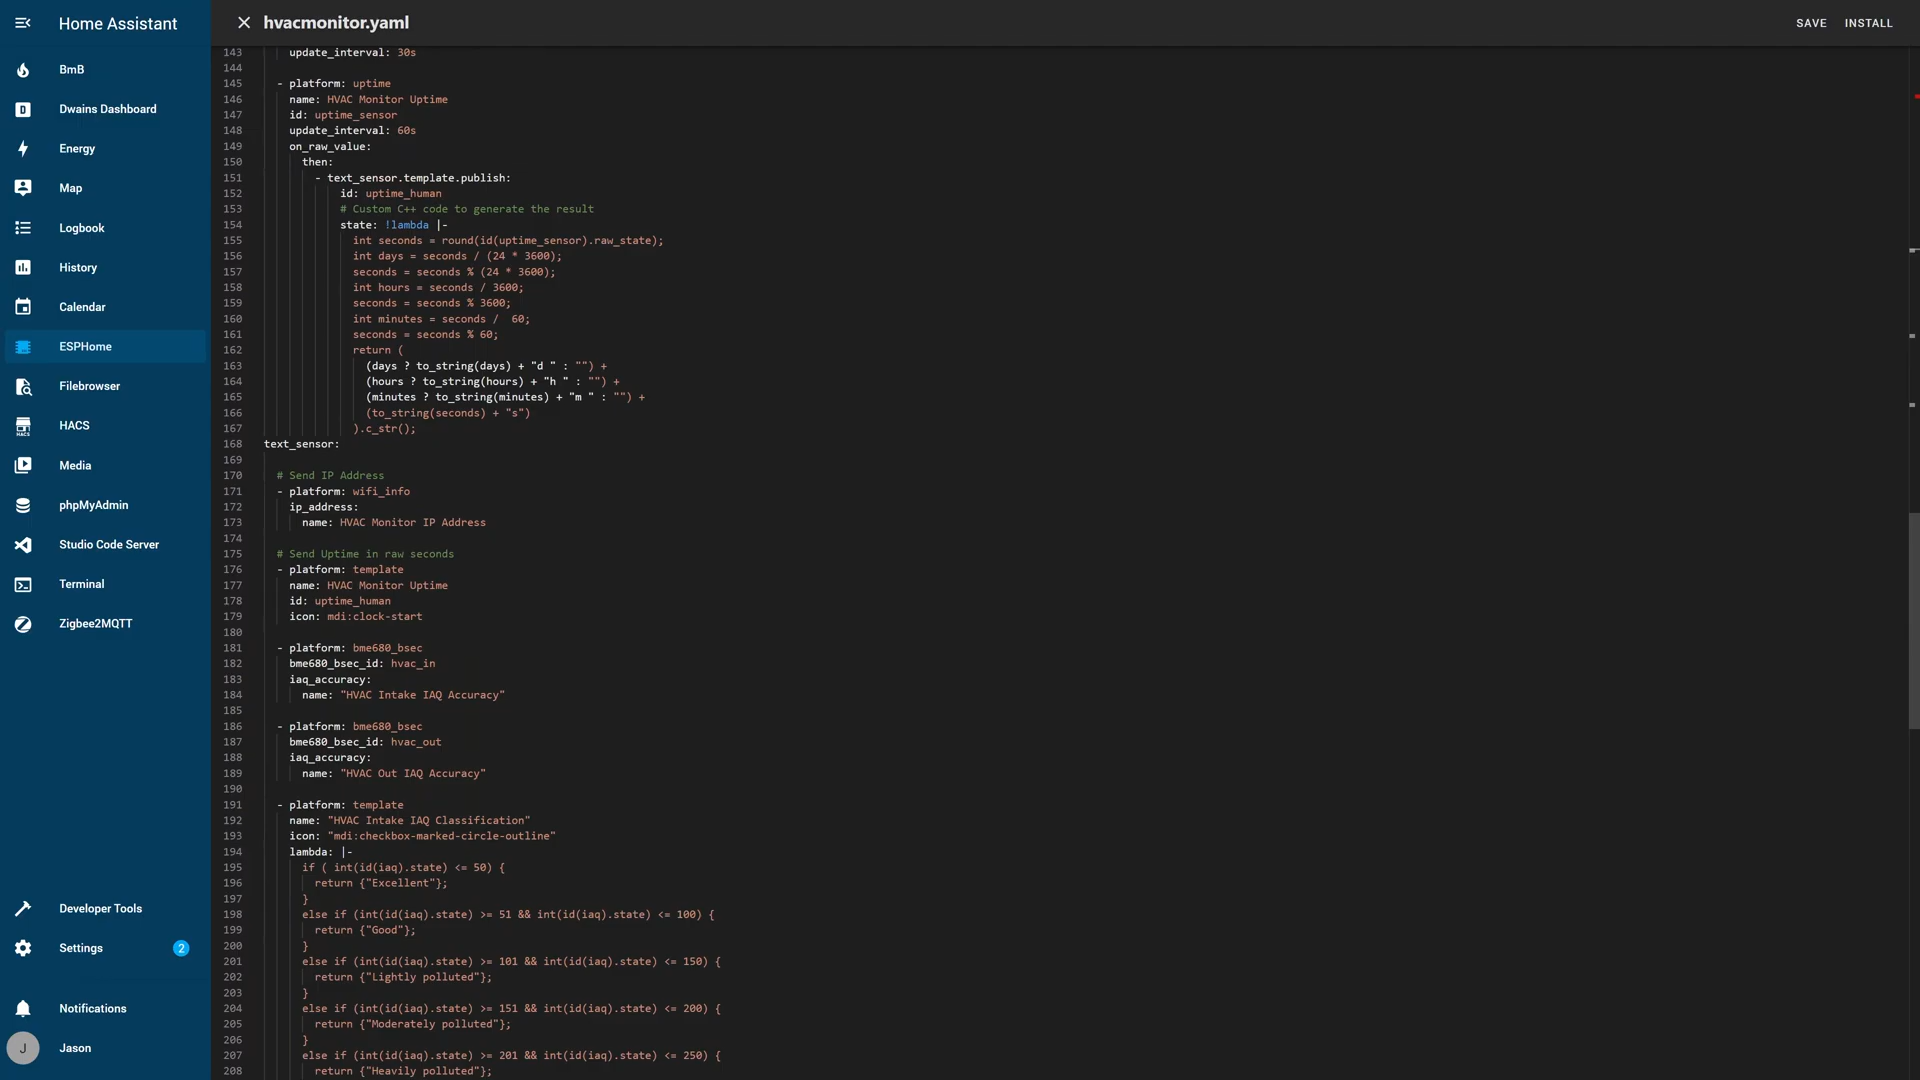 Home Assistant
hvacmonitor.yaml
SAVE
INSTALL
BmB
Dwains Dashboard
Energy
Map
Logbook
History
Calendar
ESPHome
Filebrowser
HACS
HACS
Media
phpMyAdmin
Studio Code Server
Terminal
Zigbee2MQTT
Developer Tools
Settings
2
Notifications
J
Jason
143 update_interval: 30s
144
145 - platform: uptime
146 name: HVAC Monitor Uptime
147 id: uptime_sensor
148 update_interval: 60s
149 on_raw_value:
150 then:
151 - text_sensor.template.publish:
152 id: uptime_human
153 # Custom C++ code to generate the result
154 state: !lambda |-
155 int seconds = round(id(uptime_sensor).raw_state);
156 int days = seconds / (24 * 3600);
157 seconds = seconds % (24 * 3600);
158 int hours = seconds / 3600;
159 seconds = seconds % 3600;
160 int minutes = seconds /  60;
161 seconds = seconds % 60;
162 return (
163 (days ? to_string(days) + "d " : "") +
164 (hours ? to_string(hours) + "h " : "") +
165 (minutes ? to_string(minutes) + "m " : "") +
166 (to_string(seconds) + "s")
167 ).c_str();
168 text_sensor:
169
170 # Send IP Address
171 - platform: wifi_info
172 ip_address:
173 name: HVAC Monitor IP Address
174
175 # Send Uptime in raw seconds
176 - platform: template
177 name: HVAC Monitor Uptime
178 id: uptime_human
179 icon: mdi:clock-start
180
181 - platform: bme680_bsec
182 bme680_bsec_id: hvac_in
183 iaq_accuracy:
184 name: "HVAC Intake IAQ Accuracy"
185
186 - platform: bme680_bsec
187 bme680_bsec_id: hvac_out
188 iaq_accuracy:
189 name: "HVAC Out IAQ Accuracy"
190
191 - platform: template
192 name: "HVAC Intake IAQ Classification"
193 icon: "mdi:checkbox-marked-circle-outline"
194 lambda: |-
195 if ( int(id(iaq).state) <= 50) {
196 return {"Excellent"};
197 }
198 else if (int(id(iaq).state) >= 51 && int(id(iaq).state) <= 100) {
199 return {"Good"};
200 }
201 else if (int(id(iaq).state) >= 101 && int(id(iaq).state) <= 150) {
202 return {"Lightly polluted"};
203 }
204 else if (int(id(iaq).state) >= 151 && int(id(iaq).state) <= 200) {
205 return {"Moderately polluted"};
206 }
207 else if (int(id(iaq).state) >= 201 && int(id(iaq).state) <= 250) {
208 return {"Heavily polluted"};